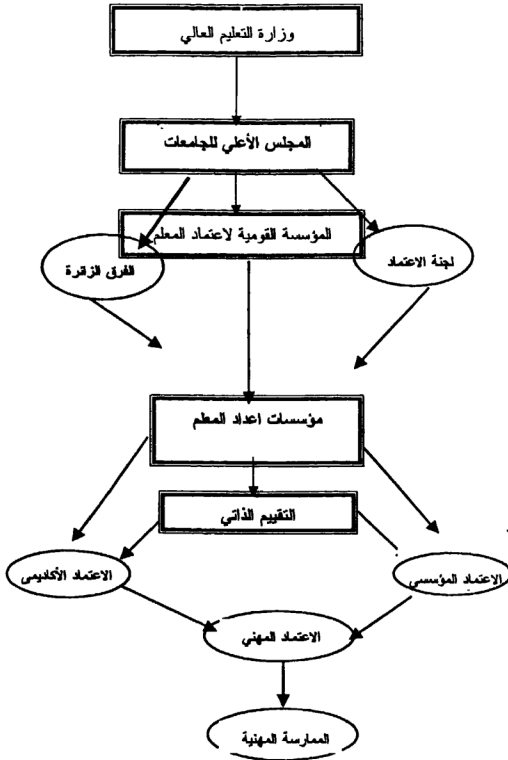 وزارة التعليم العالي
المجلس الأعلي للجامعات
المؤسسة القومية لاعتماد المعلم
لجنة الاعتماد
الفرق الزائرة
مؤسسات اعداد المعلم
التقييم الذاتي
الاعتماد المؤسسى
الاعتماد الأكاديمى
الاعتماد المهني
الممارسة المهنية